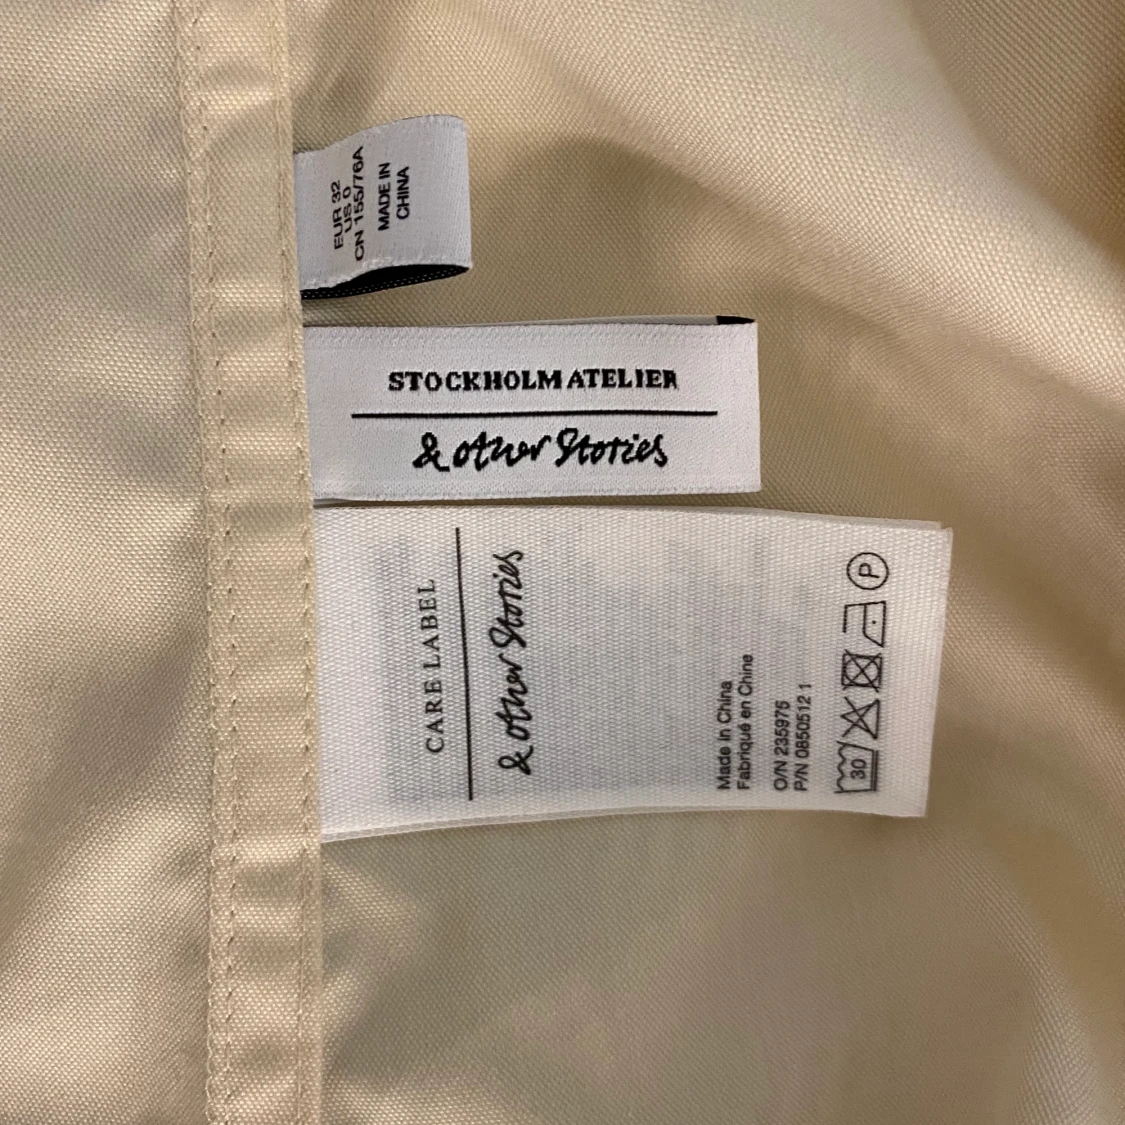 EUR 32
US 0
CN 155/76A
MADE IN
CHINA
STOCKHOLM ATELIER
& other Stories
CARE LABEL
& other Stories
Made in China
Fabriqué en Chine
O/N 235976
P/N 0850512 1
30
P